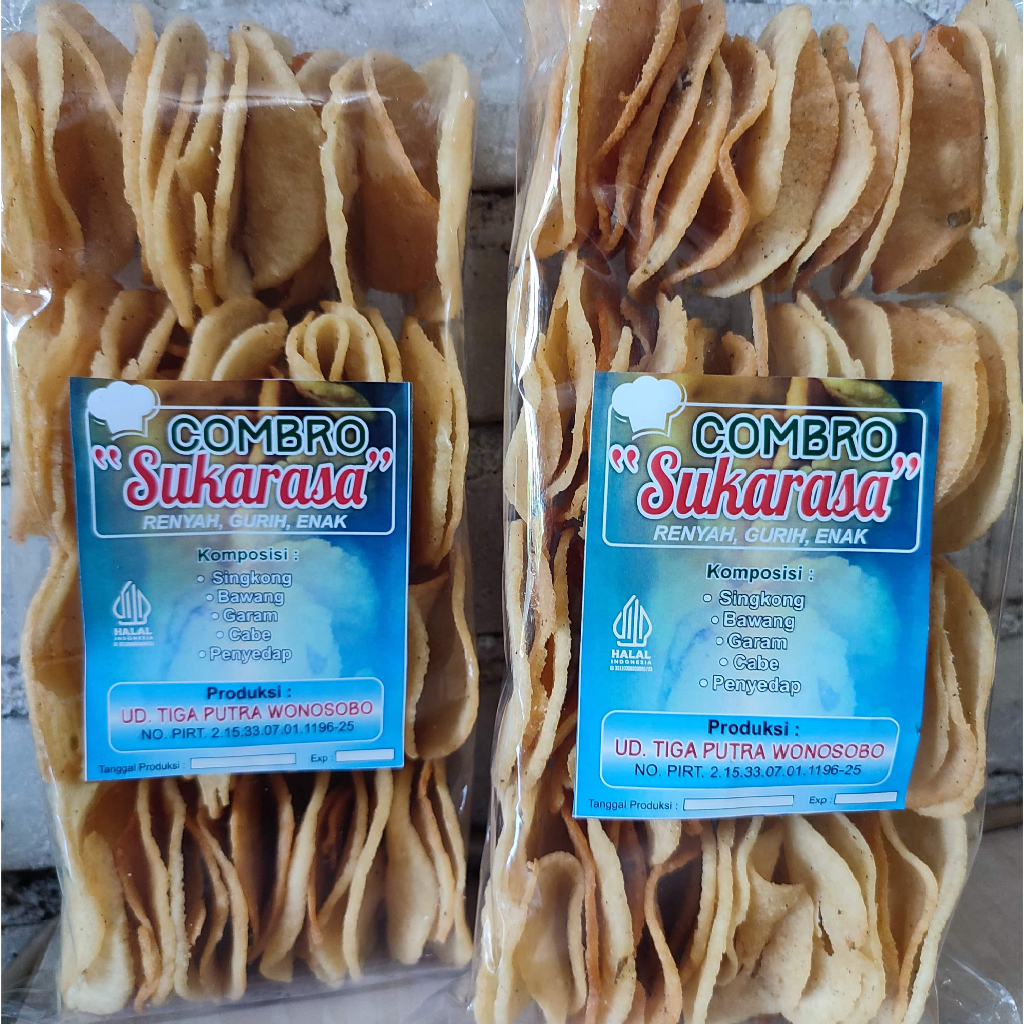 COMBRO
"Sukarasa"
RENYAH, GURIH, ENAK
Komposisi :
• Singkong
• Bawang
• Garam
• Cabe
• Penyedap
HALAL
INDONESIA
Produksi :
UD. TIGA PUTRA WONOSOBO
NO. PIRT. 2.15.33.07.01.1196-25
Tanggal Produksi :
Exp :
COMBRO
"Sukarasa"
RENYAH, GURIH, ENAK
Komposisi :
• Singkong
• Bawang
• Garam
• Cabe
• Penyedap
HALAL
INDONESIA
Produksi :
UD. TIGA PUTRA WONOSOBO
NO. PIRT. 2.15.33.07.01.1196-25
Tanggal Produksi :
Exp :